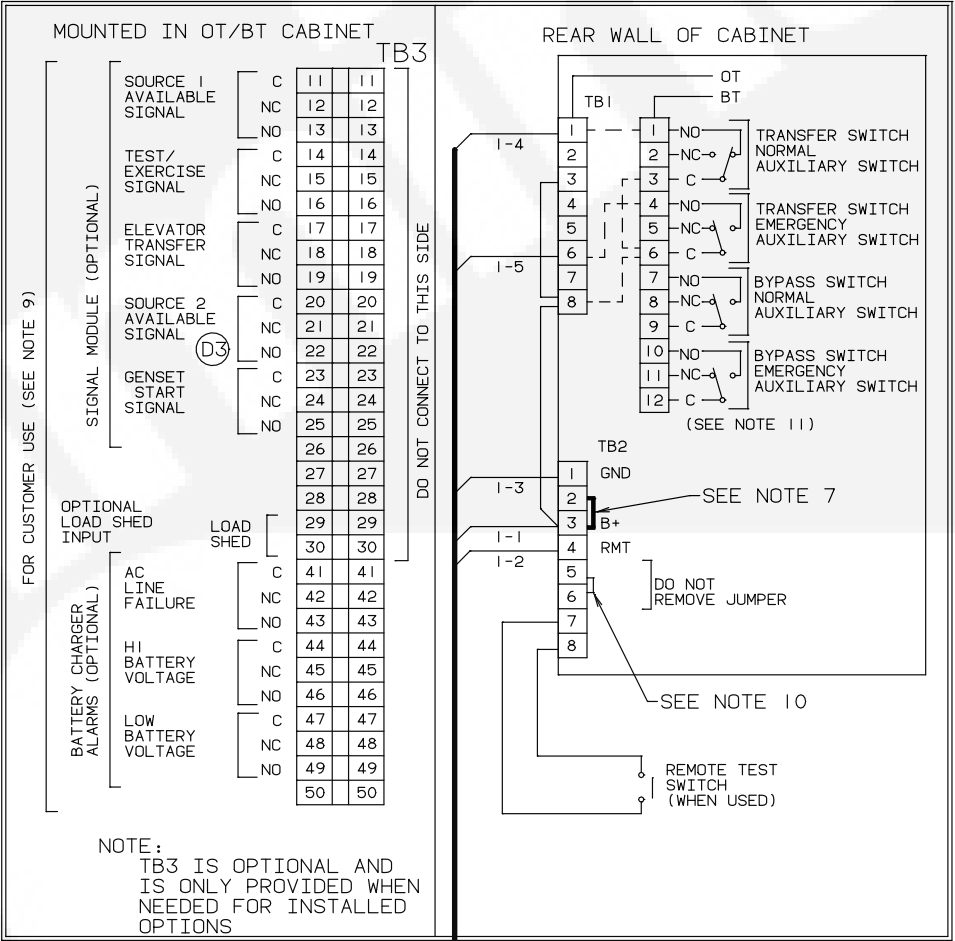 MOUNTED IN OT/BT CABINET
TB3
FOR CUSTOMER USE (SEE NOTE 9)
SIGNAL MODULE (OPTIONAL)
SOURCE 1
AVAILABLE
SIGNAL
C 11 11
NC 12 12
NO 13 13
TEST/
EXERCISE
SIGNAL
C 14 14
NC 15 15
NO 16 16
ELEVATOR
TRANSFER
SIGNAL
C 17 17
NC 18 18
NO 19 19
SOURCE 2
AVAILABLE
SIGNAL
D3
C 20 20
NC 21 21
NO 22 22
GENSET
START
SIGNAL
C 23 23
NC 24 24
NO 25 25
26 26
27 27
28 28
OPTIONAL
LOAD SHED
INPUT
LOAD
SHED
29 29
30 30
BATTERY CHARGER
ALARMS (OPTIONAL)
AC
LINE
FAILURE
C 41 41
NC 42 42
NO 43 43
HI
BATTERY
VOLTAGE
C 44 44
NC 45 45
NO 46 46
LOW
BATTERY
VOLTAGE
C 47 47
NC 48 48
NO 49 49
50 50
DO NOT CONNECT TO THIS SIDE
NOTE:
TB3 IS OPTIONAL AND
IS ONLY PROVIDED WHEN
NEEDED FOR INSTALLED
OPTIONS
REAR WALL OF CABINET
OT
BT
TB1
1-4
1-5
1
2
3
4
5
6
7
8
1 NO
2 NC
3 C
TRANSFER SWITCH
NORMAL
AUXILIARY SWITCH
4 NO
5 NC
6 C
TRANSFER SWITCH
EMERGENCY
AUXILIARY SWITCH
7 NO
8 NC
9 C
BYPASS SWITCH
NORMAL
AUXILIARY SWITCH
10 NO
11 NC
12 C
BYPASS SWITCH
EMERGENCY
AUXILIARY SWITCH
(SEE NOTE 11)
TB2
1-3
1-1
1-2
1 GND
2
3 B+
4 RMT
5
6
7
8
SEE NOTE 7
DO NOT
REMOVE JUMPER
SEE NOTE 10
REMOTE TEST
SWITCH
(WHEN USED)